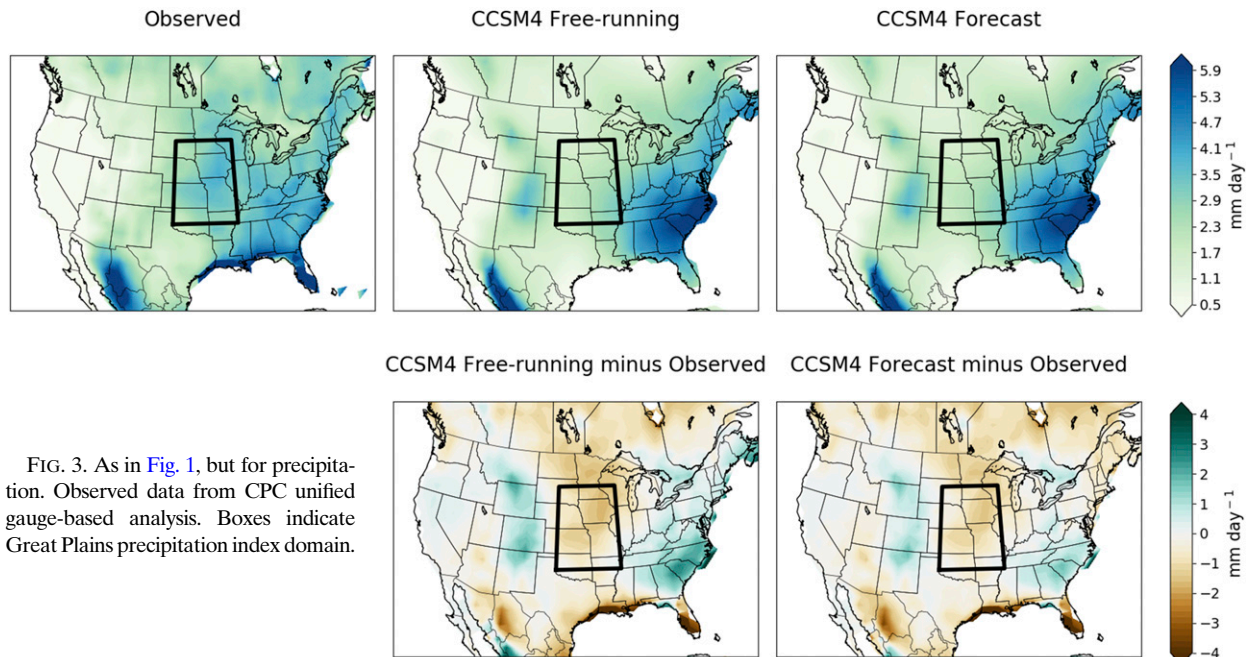 Observed
CCSM4 Free-running
CCSM4 Forecast
5.9
5.3
4.7
4.1
3.5
2.9
2.3
1.7
1.1
0.5
mm day⁻¹
CCSM4 Free-running minus Observed
CCSM4 Forecast minus Observed
4
3
2
1
0
−1
−2
−3
−4
mm day⁻¹
FIG. 3. As in Fig. 1, but for precipita-
tion. Observed data from CPC unified
gauge-based analysis. Boxes indicate
Great Plains precipitation index domain.